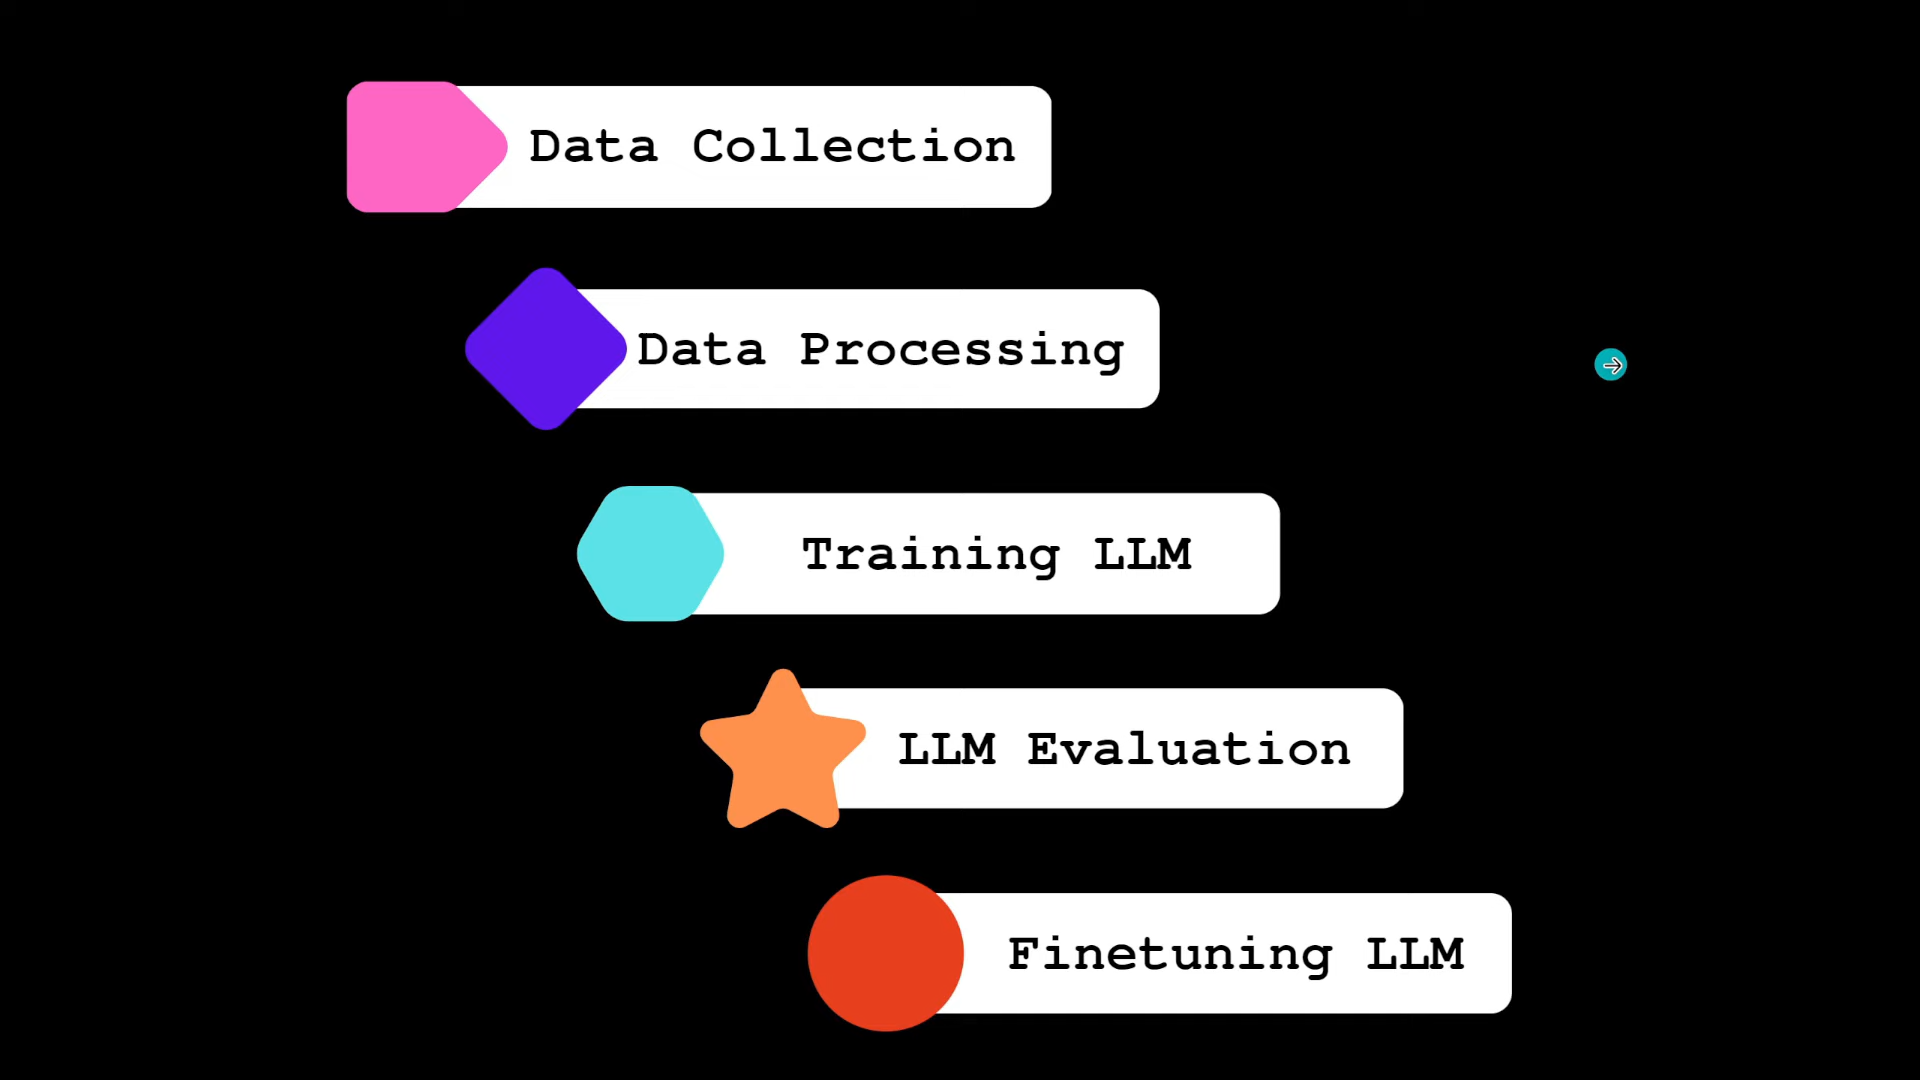 Data Collection
Data Processing
Training LLM
LLM Evaluation
Finetuning LLM